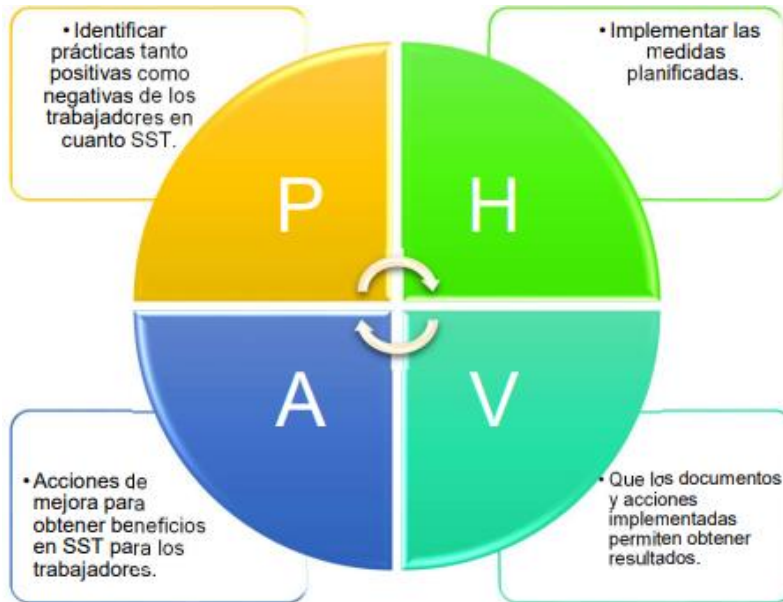 • Identificar
prácticas tanto
positivas como
negativas de los
trabajadores en
cuanto SST.
• Implementar las
medidas
planificadas.
P
H
A
V
• Acciones de
mejora para
obtener beneficios
en SST para los
trabajadores.
• Que los documentos
y acciones
implementadas
permiten obtener
resultados.